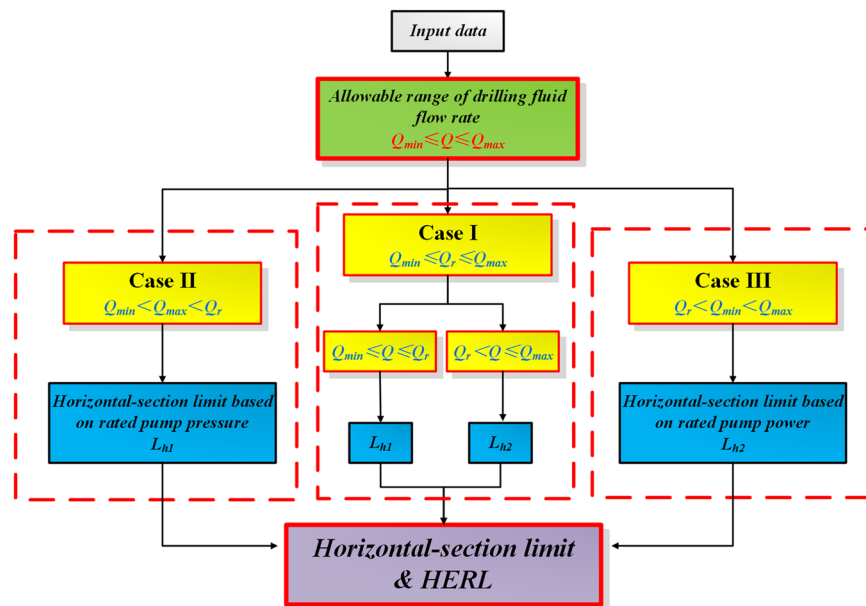 Input data
Allowable range of drilling fluid
flow rate
Qmin≤Q≤Qmax
Case I
Qmin≤Qr≤Qmax
Case II
Qmin<Qmax<Qr
Case III
Qr<Qmin<Qmax
Qmin≤Q≤Qr
Qr<Q≤Qmax
Horizontal-section limit based
on rated pump pressure
Lh1
Lh1
Lh2
Horizontal-section limit based on
rated pump power
Lh2
Horizontal-section limit
& HERL